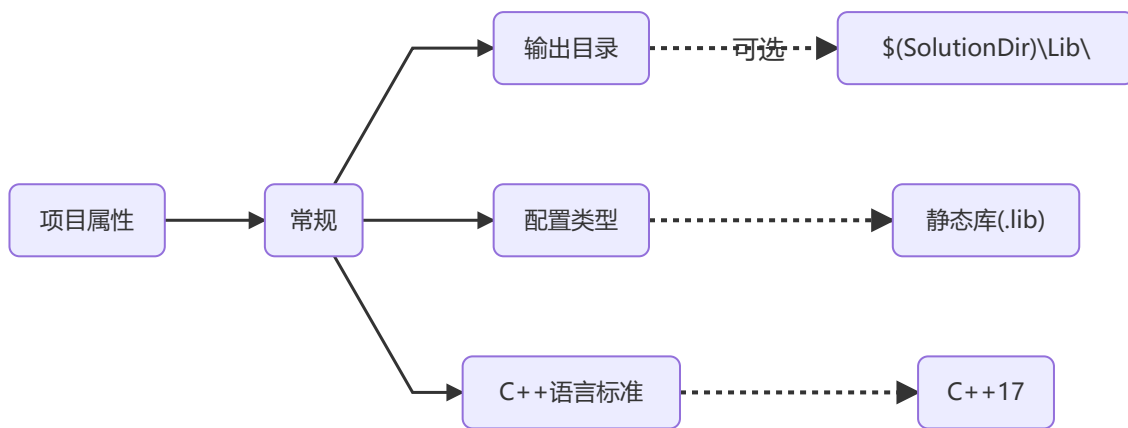 输出目录
可选
$(SolutionDir)\Lib\
项目属性
常规
配置类型
静态库(.lib)
C++语言标准
C++17